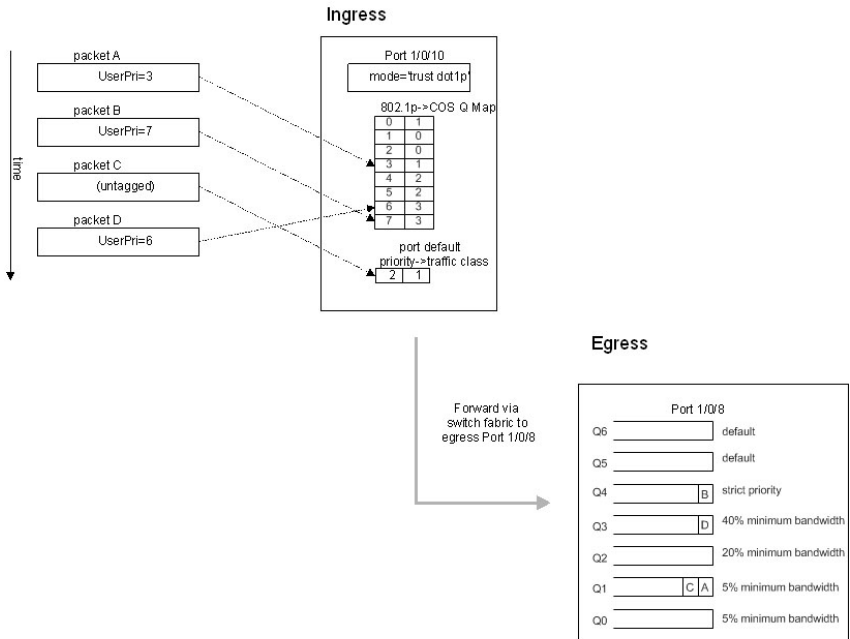 Ingress
time
packet A
UserPri=3
packet B
UserPri=7
packet C
(untagged)
packet D
UserPri=6
Port 1/0/10
mode='trust dot1p'
802.1p->COS Q Map
0 1
1 0
2 0
3 1
4 2
5 2
6 3
7 3
port default
priority->traffic class
2 1
Forward via
switch fabric to
egress Port 1/0/8
Egress
Port 1/0/8
Q6 default
Q5 default
Q4 B strict priority
Q3 D 40% minimum bandwidth
Q2 20% minimum bandwidth
Q1 C A 5% minimum bandwidth
Q0 5% minimum bandwidth